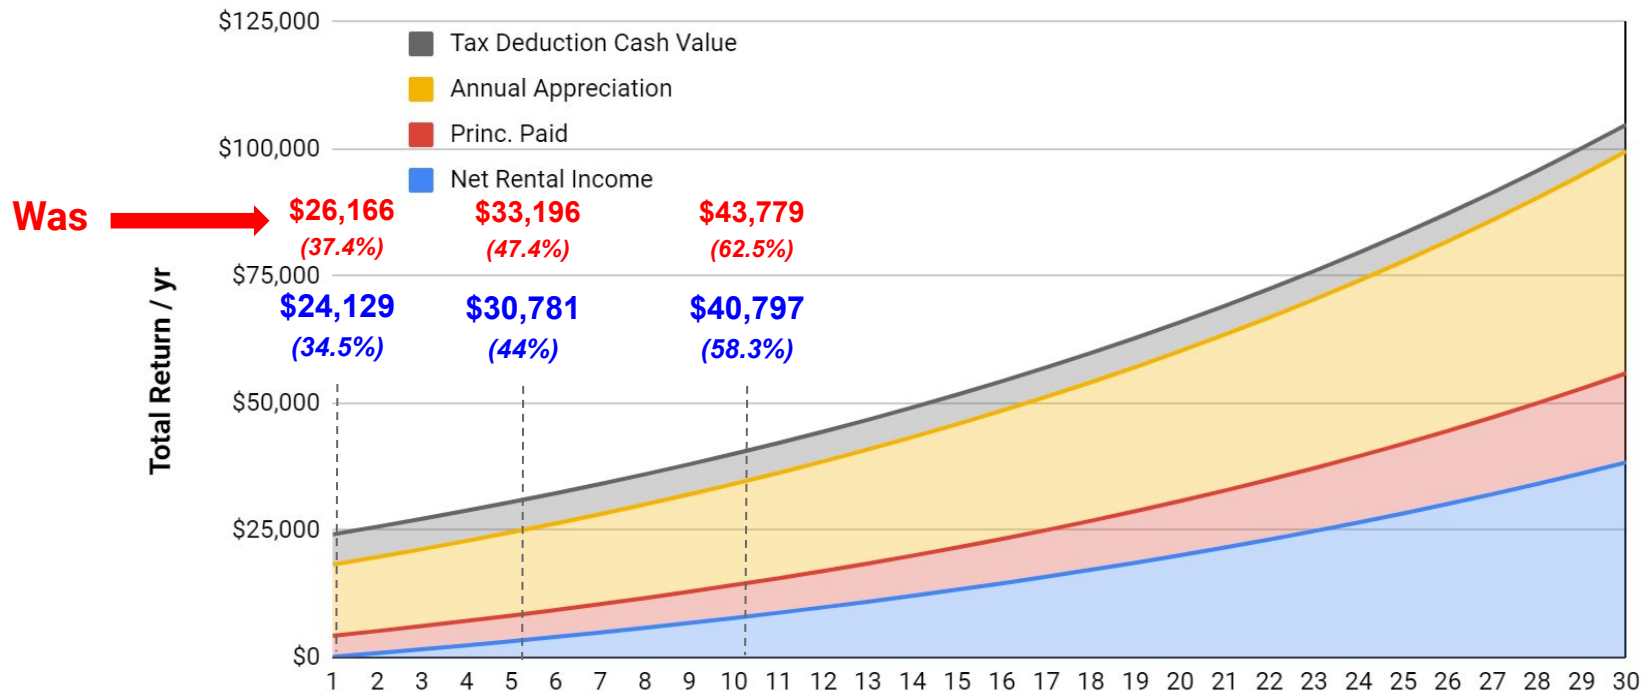 $125,000
Tax Deduction Cash Value
Annual Appreciation
Princ. Paid
$100,000
Net Rental Income
Was
$26,166 $33,196 $43,779
(37.4%) (47.4%) (62.5%)
$75,000
$24,129 $30,781 $40,797
(34.5%) (44%) (58.3%)
Total Return / yr
$50,000
$25,000
$0
1 2 3 4 5 6 7 8 9 10 11 12 13 14 15 16 17 18 19 20 21 22 23 24 25 26 27 28 29 30